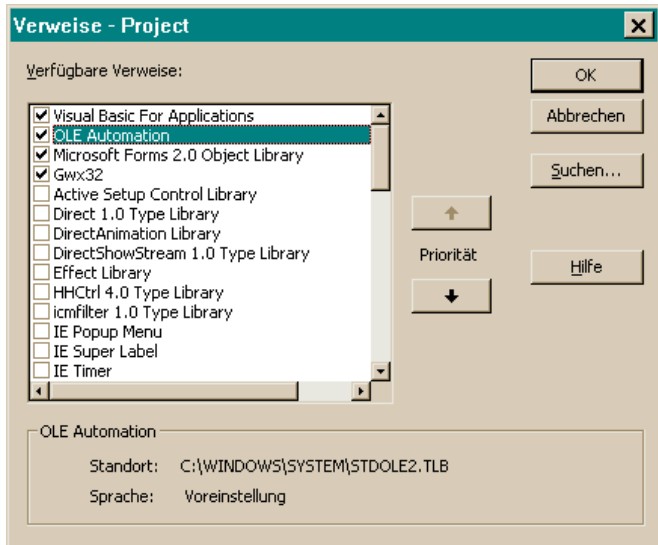 Verweise - Project
Verfügbare Verweise:
OK
Visual Basic For Applications
Abbrechen
OLE Automation
Microsoft Forms 2.0 Object Library
Gwx32
Suchen...
Active Setup Control Library
Direct 1.0 Type Library
DirectAnimation Library
DirectShowStream 1.0 Type Library
Priorität
Effect Library
Hilfe
HHCtrl 4.0 Type Library
icmfilter 1.0 Type Library
IE Popup Menu
IE Super Label
IE Timer
OLE Automation
Standort: C:\WINDOWS\SYSTEM\STDOLE2.TLB
Sprache: Voreinstellung